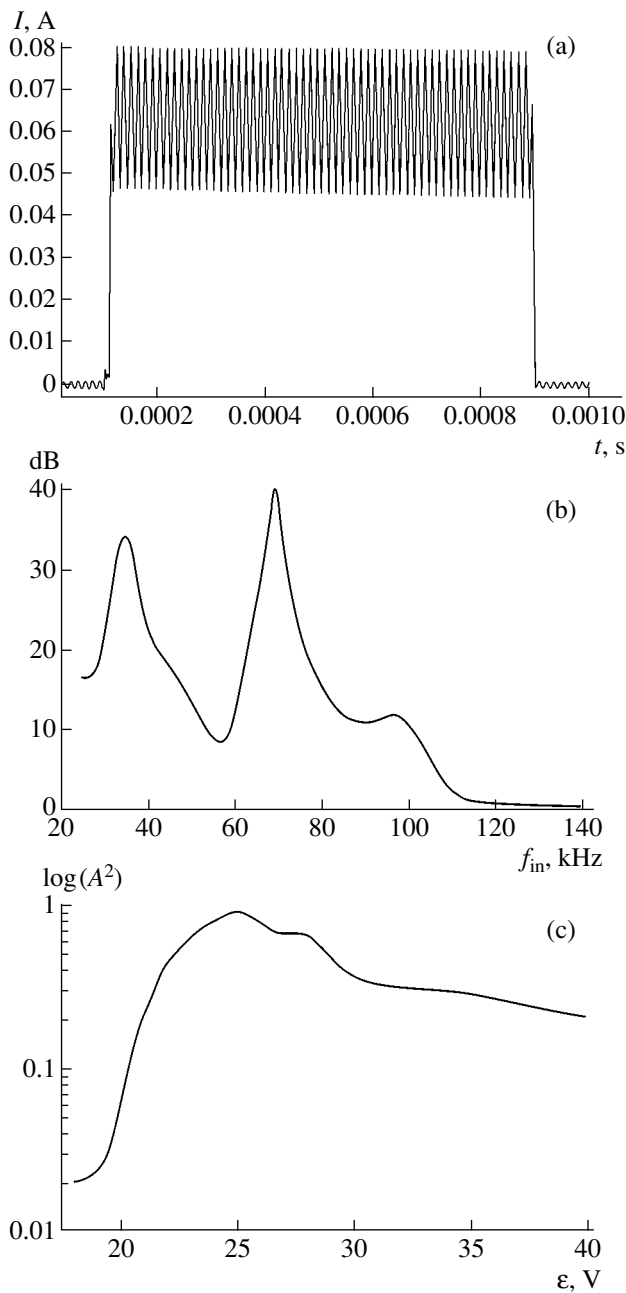 I, A
(a)
0.08
0.07
0.06
0.05
0.04
0.03
0.02
0.01
0
0.0002 0.0004 0.0006 0.0008 0.0010
t, s
dB
(b)
40
30
20
10
0
20 40 60 80 100 120 140
f_in, kHz
log(A²)
(c)
1
0.1
0.01
20 25 30 35 40
ε, V